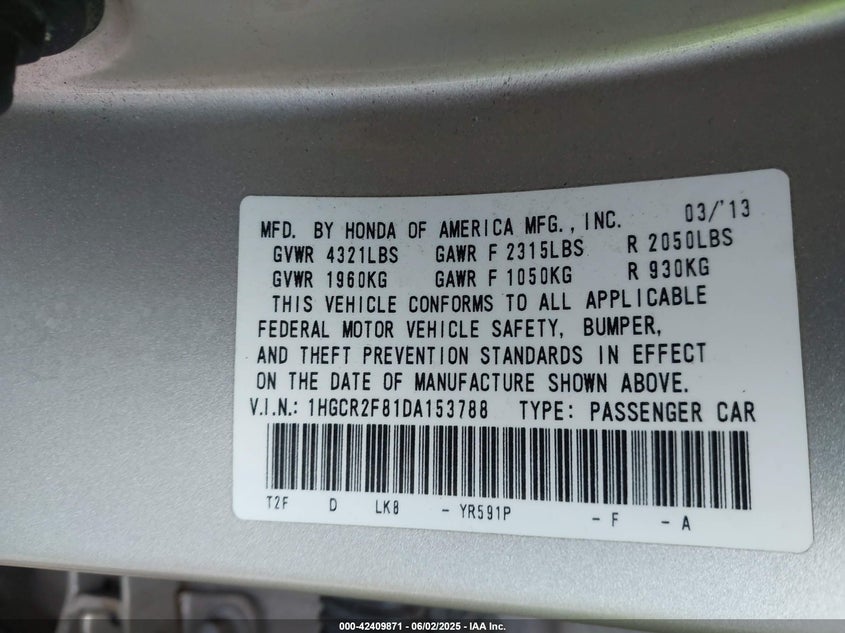 MFD. BY HONDA OF AMERICA MFG., INC. 03/'13
GVWR 4321LBS GAWR F 2315LBS R 2050LBS
GVWR 1960KG GAWR F 1050KG R 930KG
THIS VEHICLE CONFORMS TO ALL APPLICABLE
FEDERAL MOTOR VEHICLE SAFETY, BUMPER,
AND THEFT PREVENTION STANDARDS IN EFFECT
ON THE DATE OF MANUFACTURE SHOWN ABOVE.
V.I.N.: 1HGCR2F81DA153788 TYPE: PASSENGER CAR
T2F D LK8 - YR591P - F - A
000-42409871 - 06/02/2025 - IAA Inc.